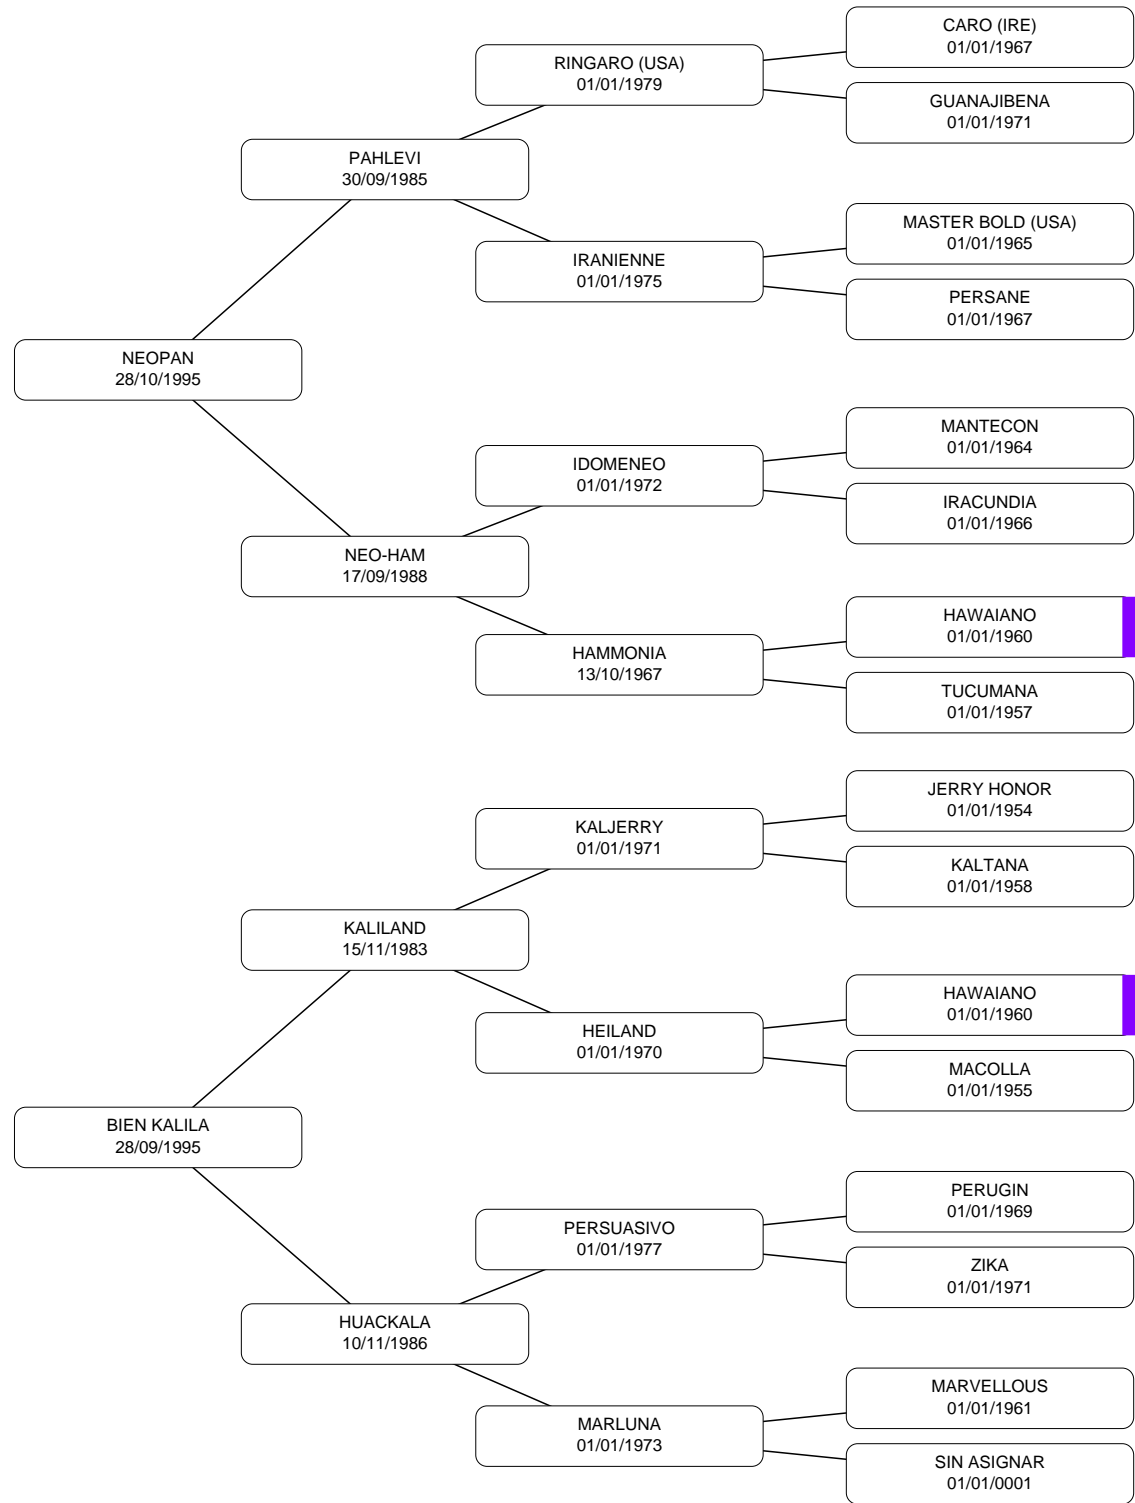 CARO (IRE)
01/01/1967
RINGARO (USA)
01/01/1979
GUANAJIBENA
01/01/1971
PAHLEVI
30/09/1985
MASTER BOLD (USA)
01/01/1965
IRANIENNE
01/01/1975
PERSANE
01/01/1967
NEOPAN
28/10/1995
MANTECON
01/01/1964
IDOMENEO
01/01/1972
IRACUNDIA
01/01/1966
NEO-HAM
17/09/1988
HAWAIANO
01/01/1960
HAMMONIA
13/10/1967
TUCUMANA
01/01/1957
JERRY HONOR
01/01/1954
KALJERRY
01/01/1971
KALTANA
01/01/1958
KALILAND
15/11/1983
HAWAIANO
01/01/1960
HEILAND
01/01/1970
MACOLLA
01/01/1955
BIEN KALILA
28/09/1995
PERUGIN
01/01/1969
PERSUASIVO
01/01/1977
ZIKA
01/01/1971
HUACKALA
10/11/1986
MARVELLOUS
01/01/1961
MARLUNA
01/01/1973
SIN ASIGNAR
01/01/0001